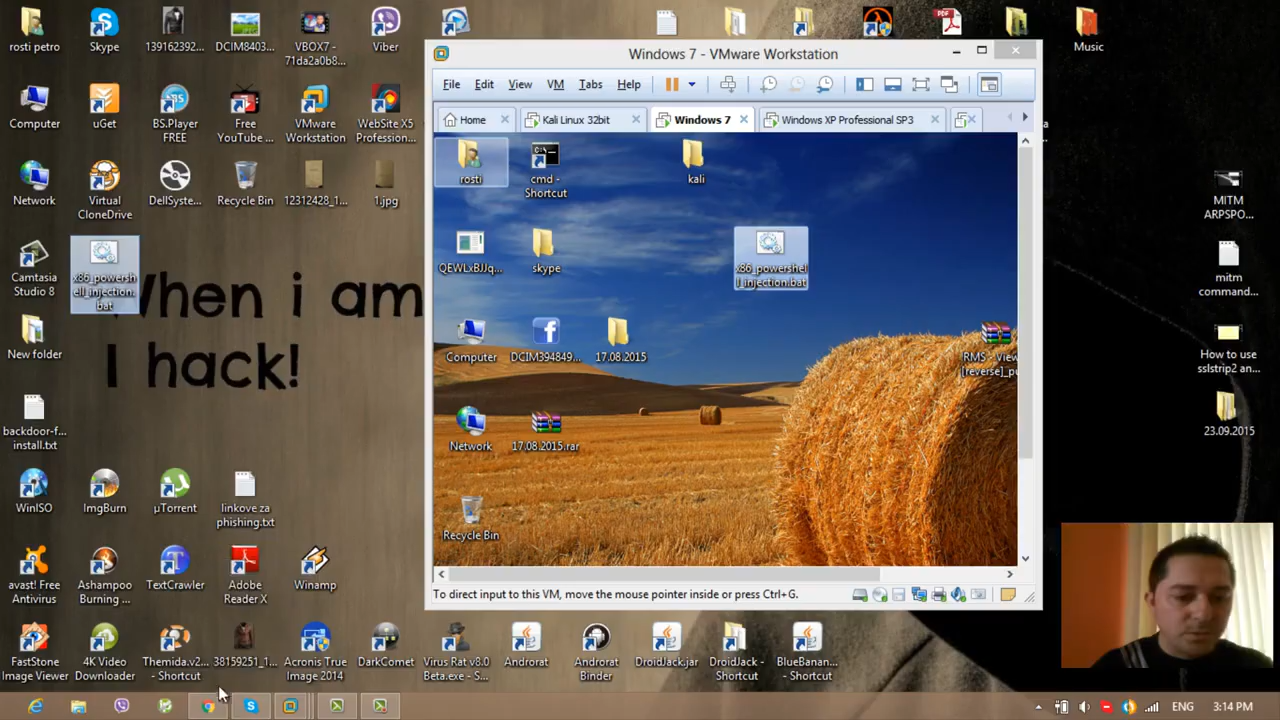 rosti petro
Skype
139162392...
DCIM8403...
VBOX7 -
71da2a0b8...
Viber
PDF
Music
Windows 7 - VMware Workstation
File Edit View VM Tabs Help
Home Kali Linux 32bit Windows 7 Windows XP Professional SP3
Computer
uGet
BS.Player
FREE
Free
YouTube ...
VMware
Workstation
WebSite X5
Profession...
rosti
cmd -
Shortcut
kali
Network
Virtual
CloneDrive
DellSyste...
Recycle Bin
12312428_1...
1.jpg
MITM
ARPSPO...
QEWLxBJJq...
skype
x86_powershel
l_injection.bat
Camtasia
Studio 8
x86_powersh
ell_injection.
bat
When i am
I hack!
mitm
command...
Computer
DCIM394849...
17.08.2015
RMS - View
[reverse]_pu
New folder
How to use
sslstrip2 an...
backdoor-f...
install.txt
Network
17.08.2015.rar
23.09.2015
WinISO
ImgBurn
µTorrent
linkove za
phishing.txt
Recycle Bin
avast! Free
Antivirus
Ashampoo
Burning ...
TextCrawler
Adobe
Reader X
Winamp
To direct input to this VM, move the mouse pointer inside or press Ctrl+G.
FastStone
Image Viewer
4K Video
Downloader
Themida.v2...
- Shortcut
38159251_1...
Acronis True
Image 2014
DarkComet
Virus Rat v8.0
Beta.exe - S...
Androrat
Androrat
Binder
DroidJack.jar
DroidJack -
Shortcut
BlueBanan...
- Shortcut
ENG 3:14 PM